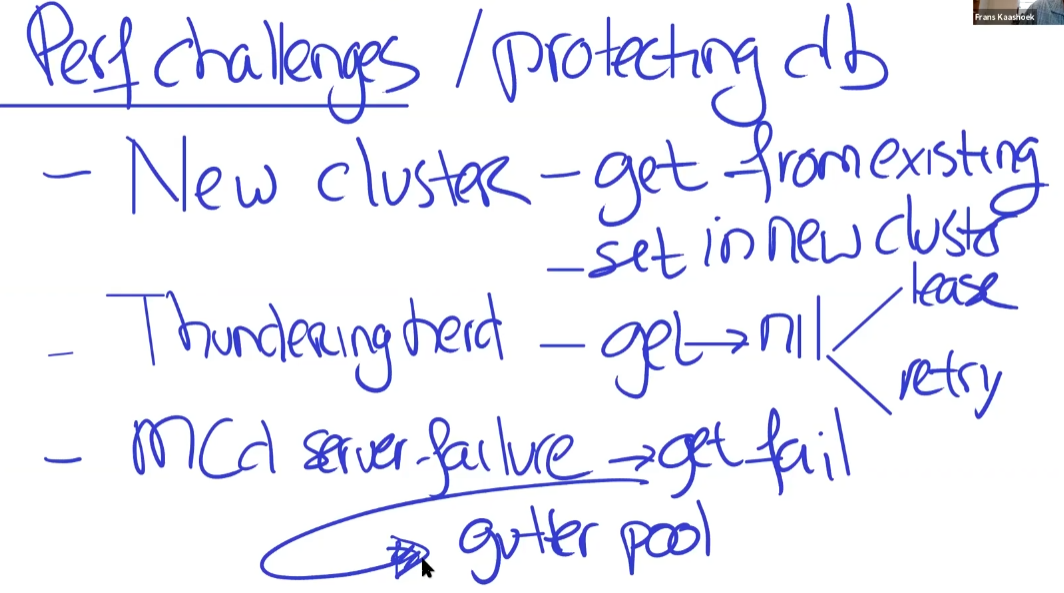 Frans Kaashoek
Perf challenges / protecting db
- New cluster - get from existing
- set in new cluster
lease
- Thundering herd - get → nil
retry
- MCd server failure → get fail
→ gutter pool